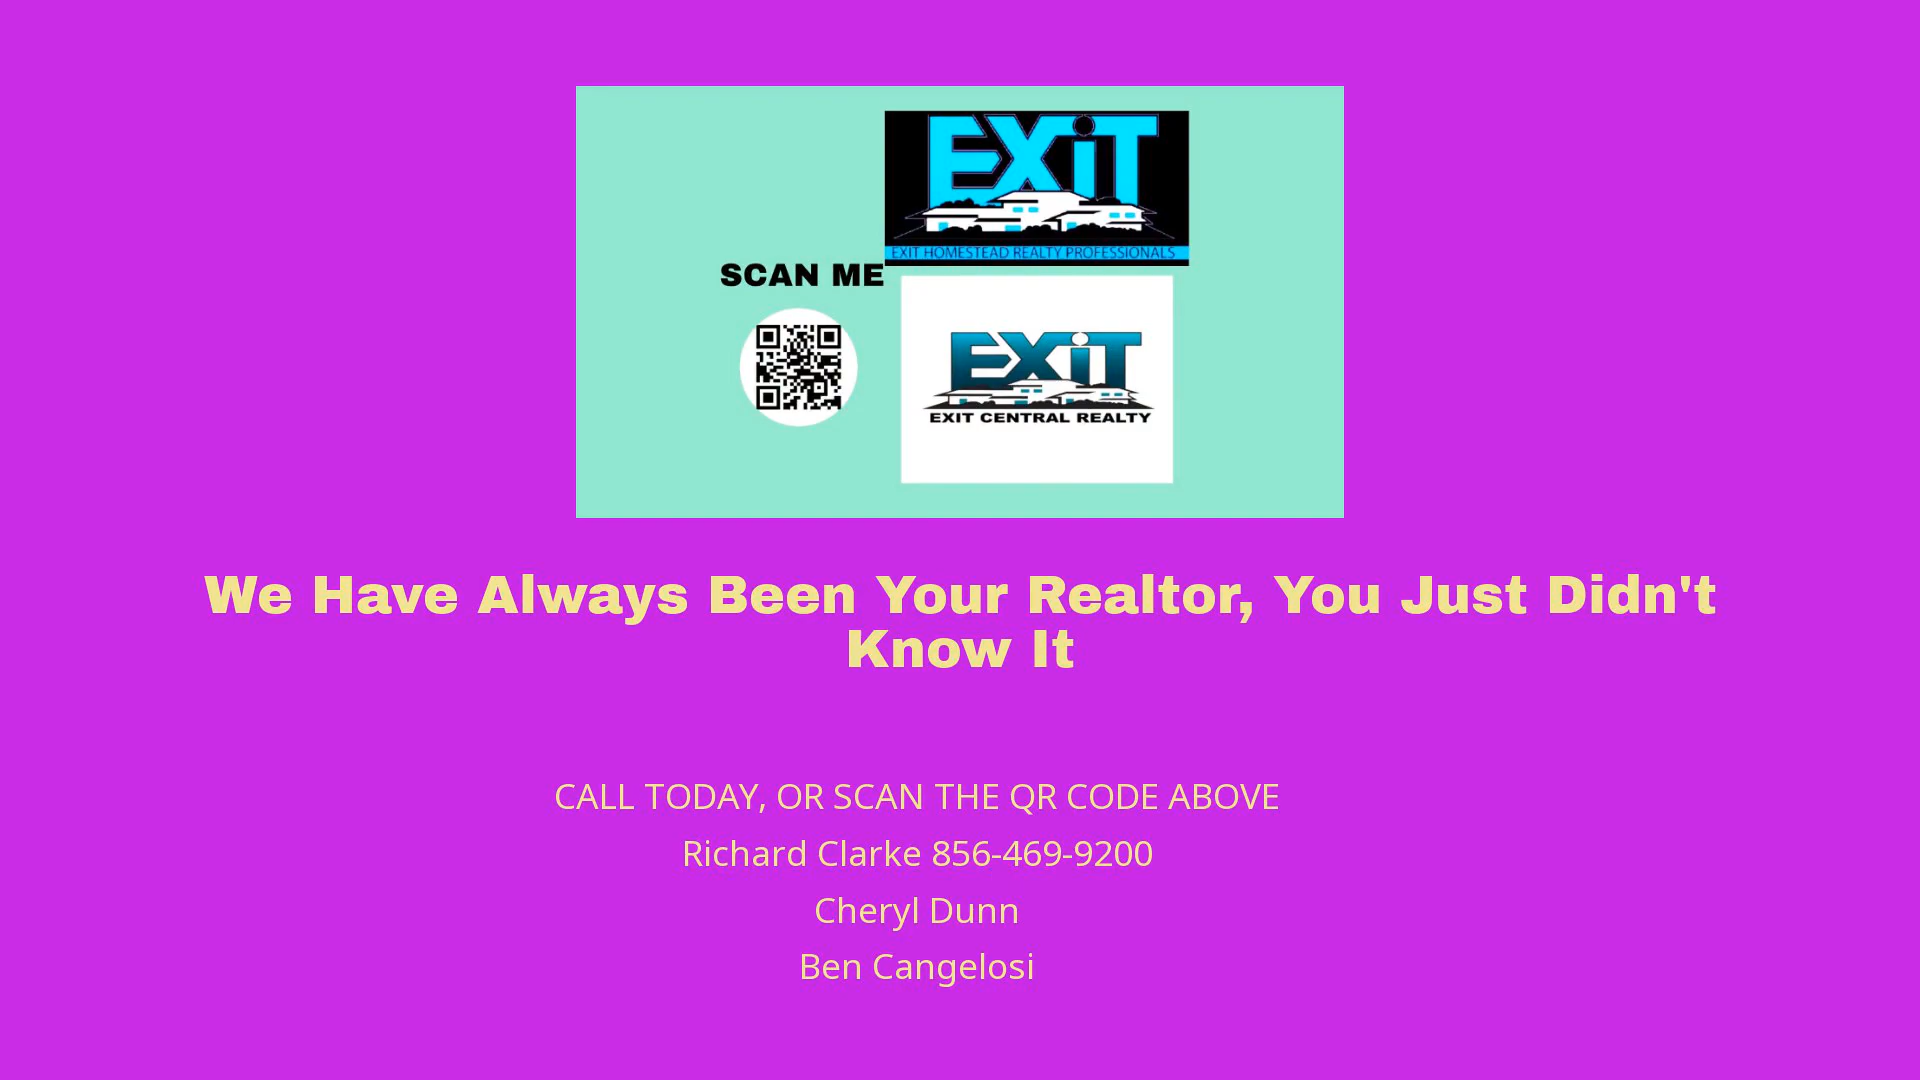 EXiT
EXIT HOMESTEAD REALTY PROFESSIONALS
SCAN ME
EXiT
EXIT CENTRAL REALTY
We Have Always Been Your Realtor, You Just Didn't
Know It
CALL TODAY, OR SCAN THE QR CODE ABOVE
Richard Clarke 856-469-9200
Cheryl Dunn
Ben Cangelosi